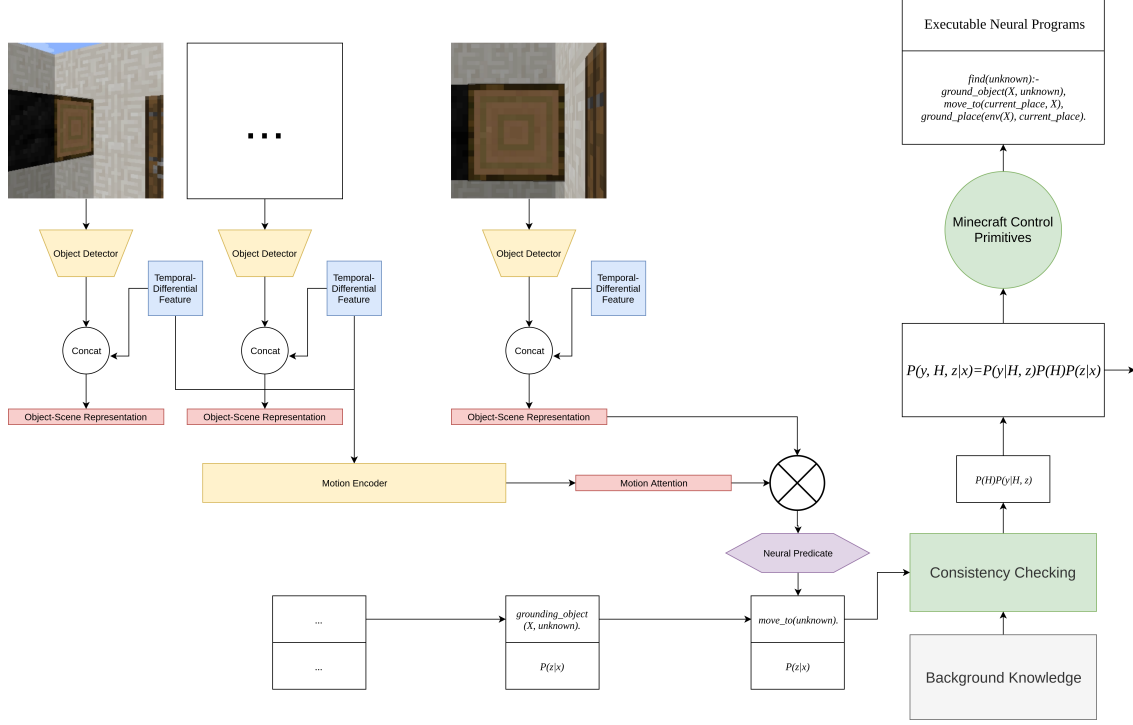 Executable Neural Programs
find(unknown):-
ground_object(X, unknown),
move_to(current_place, X),
ground_place(env(X), current_place).
...
Object Detector
Object Detector
Object Detector
Minecraft Control
Primitives
Temporal-
Differential
Feature
Temporal-
Differential
Feature
Temporal-
Differential
Feature
Concat
Concat
Concat
P(y, H, z|x)=P(y|H, z)P(H)P(z|x)
Object-Scene Representation
Object-Scene Representation
Object-Scene Representation
Motion Encoder
Motion Attention
P(H)P(y|H, z)
Neural Predicate
Consistency Checking
...
grounding_object
(X, unknown).
move_to(unknown).
...
P(z|x)
P(z|x)
Background Knowledge